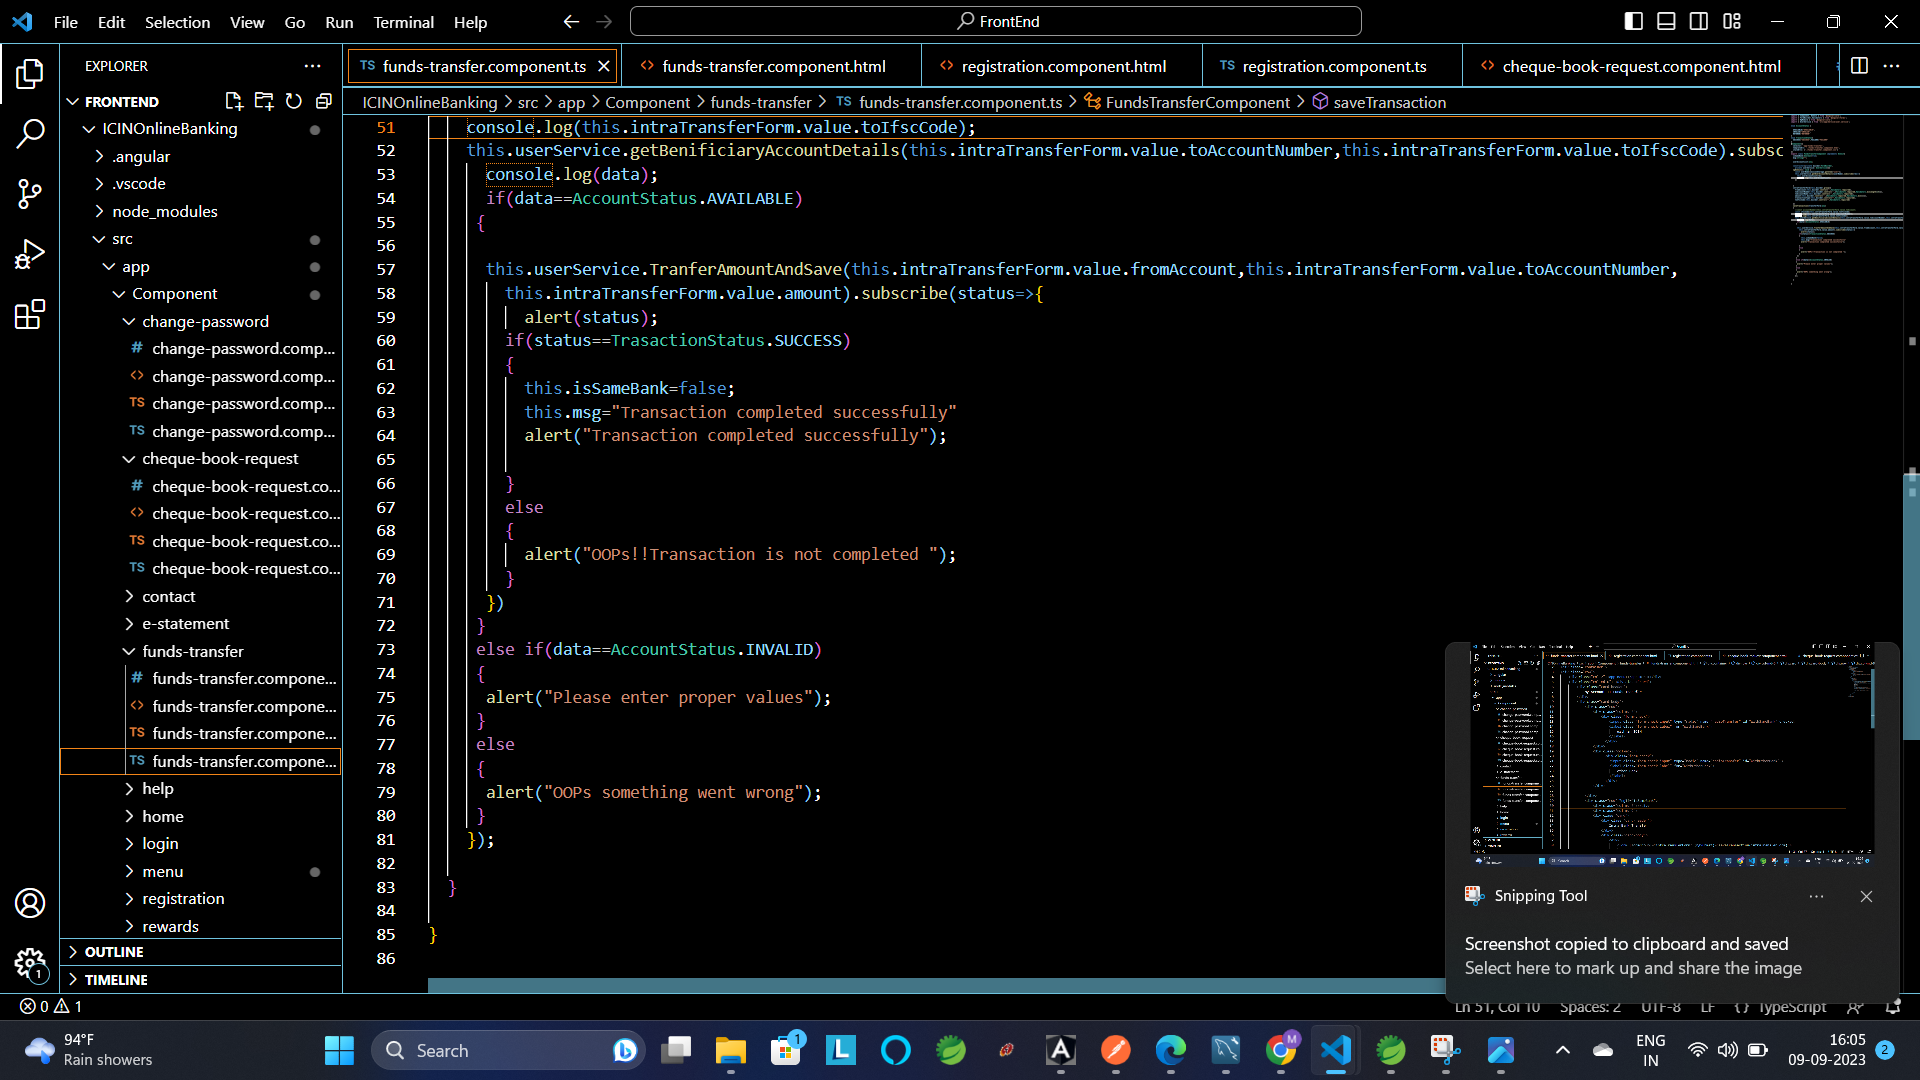 File Edit Selection View Go Run Terminal Help
FrontEnd
EXPLORER
FRONTEND
ICINOnlineBanking
.angular
.vscode
node_modules
src
app
Component
change-password
# change-password.comp...
<> change-password.comp...
TS change-password.comp...
TS change-password.comp...
cheque-book-request
# cheque-book-request.co...
<> cheque-book-request.co...
TS cheque-book-request.co...
TS cheque-book-request.co...
contact
e-statement
funds-transfer
# funds-transfer.compone...
<> funds-transfer.compone...
TS funds-transfer.compone...
TS funds-transfer.compone...
help
home
login
menu
registration
rewards
OUTLINE
TIMELINE
TS funds-transfer.component.ts
<> funds-transfer.component.html
<> registration.component.html
TS registration.component.ts
<> cheque-book-request.component.html
ICINOnlineBanking > src > app > Component > funds-transfer > TS funds-transfer.component.ts > FundsTransferComponent > saveTransaction
51 console.log(this.intraTransferForm.value.toIfscCode);
52 this.userService.getBenificiaryAccountDetails(this.intraTransferForm.value.toAccountNumber,this.intraTransferForm.value.toIfscCode).subsc
53 console.log(data);
54 if(data==AccountStatus.AVAILABLE)
55 {
56
57 this.userService.TranferAmountAndSave(this.intraTransferForm.value.fromAccount,this.intraTransferForm.value.toAccountNumber,
58 this.intraTransferForm.value.amount).subscribe(status=>{
59 alert(status);
60 if(status==TrasactionStatus.SUCCESS)
61 {
62 this.isSameBank=false;
63 this.msg="Transaction completed successfully"
64 alert("Transaction completed successfully");
65
66 }
67 else
68 {
69 alert("OOPs!!Transaction is not completed ");
70 }
71 })
72 }
73 else if(data==AccountStatus.INVALID)
74 {
75 alert("Please enter proper values");
76 }
77 else
78 {
79 alert("OOPs something went wrong");
80 }
81 });
82
83 }
84
85 }
86
Snipping Tool
Screenshot copied to clipboard and saved
Select here to mark up and share the image
1
0 1
Ln 51, Col 10 Spaces: 2 UTF-8 LF {} TypeScript
94°F
Rain showers
Search
1
L
A
M
ENG
IN
16:05
09-09-2023
2